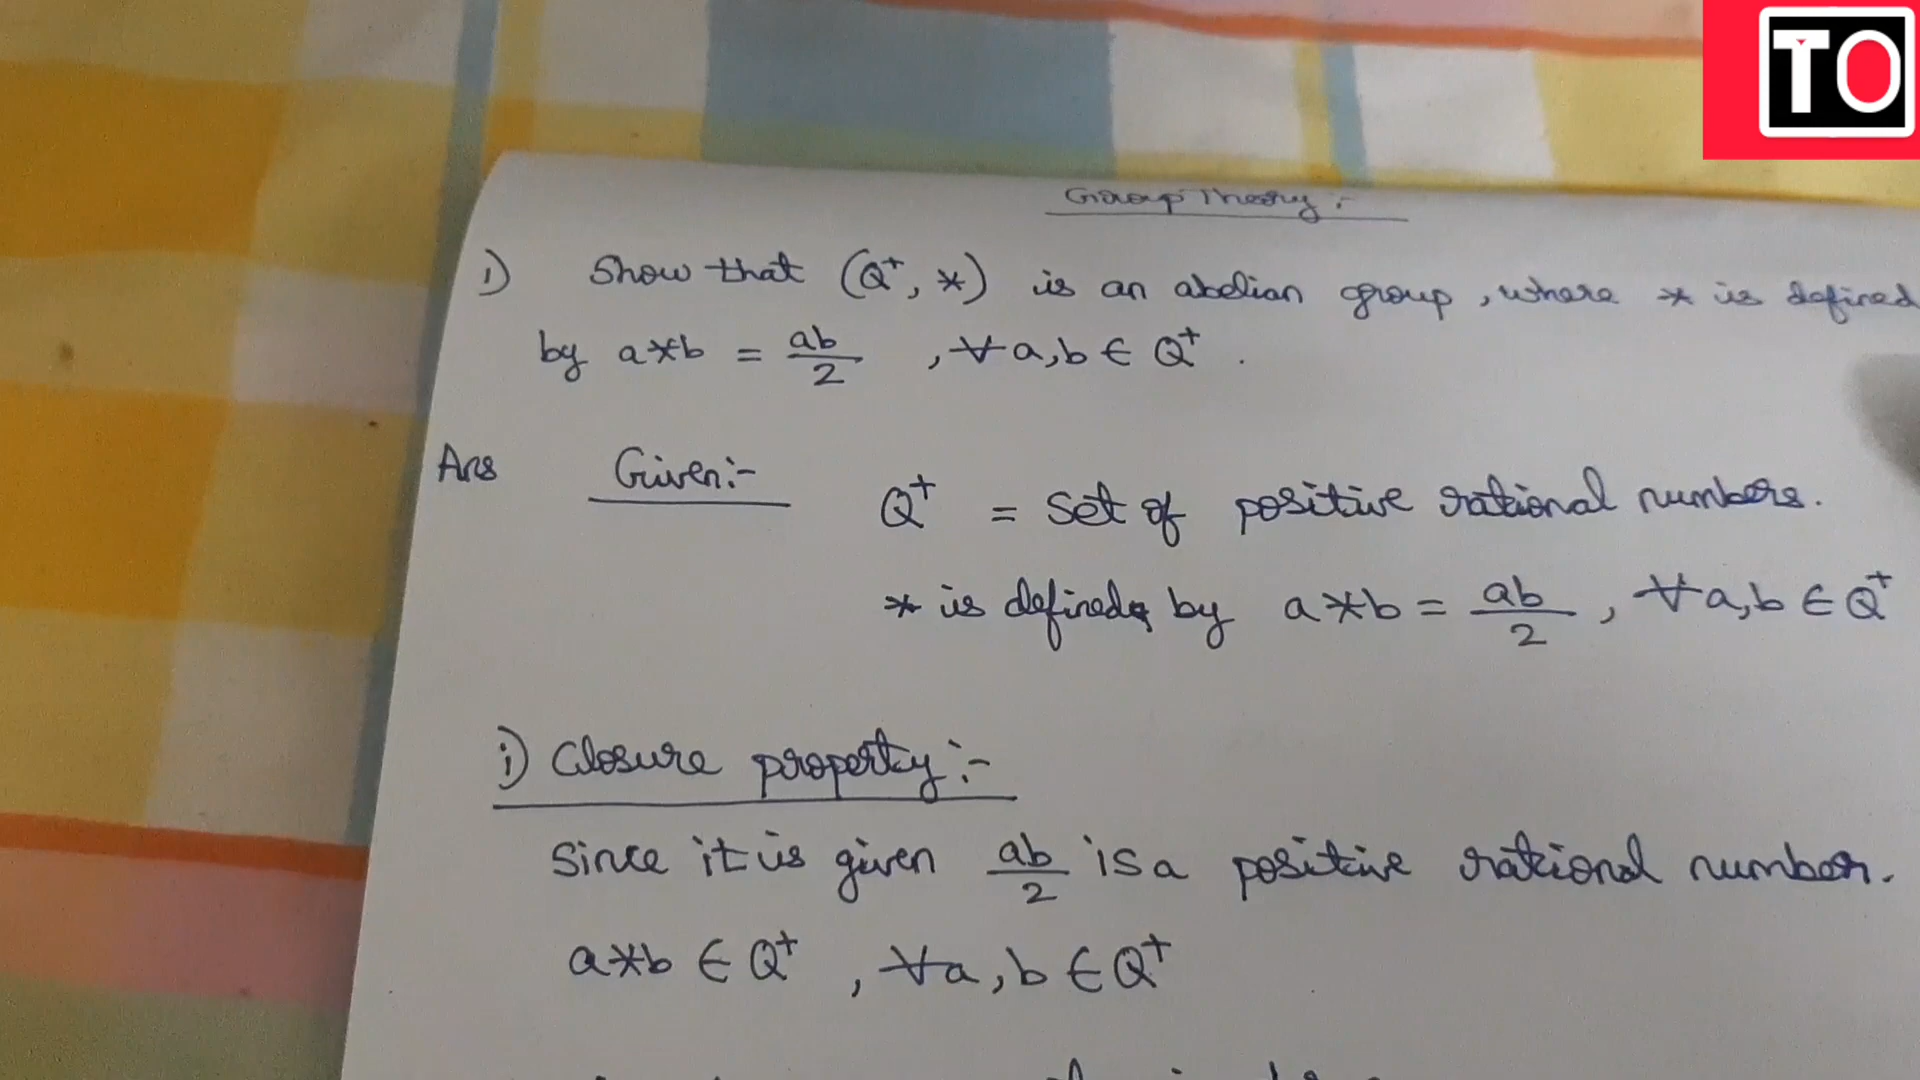 TO
Group Theory :-
1) Show that (Q⁺, *) is an abelian group, where * is defined
by a*b = ab/2 , ∀a,b ∈ Q⁺ .
Ans Given:- Q⁺ = Set of positive rational numbers.
* is defined by a*b = ab/2 , ∀a,b ∈ Q⁺
i) Closure property:-
Since it is given ab/2 is a positive rational number.
a*b ∈ Q⁺ , ∀a,b ∈ Q⁺